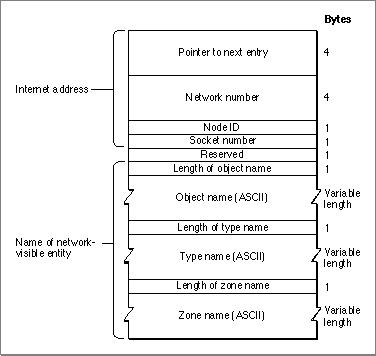 Bytes
Pointer to next entry 4
Internet address
Network number 4
Node ID 1
Socket number 1
Reserved 1
Length of object name 1
Object name (ASCII) Variable
length
Length of type name 1
Name of network-
visible entity
Type name (ASCII) Variable
length
Length of zone name 1
Zone name (ASCII) Variable
length